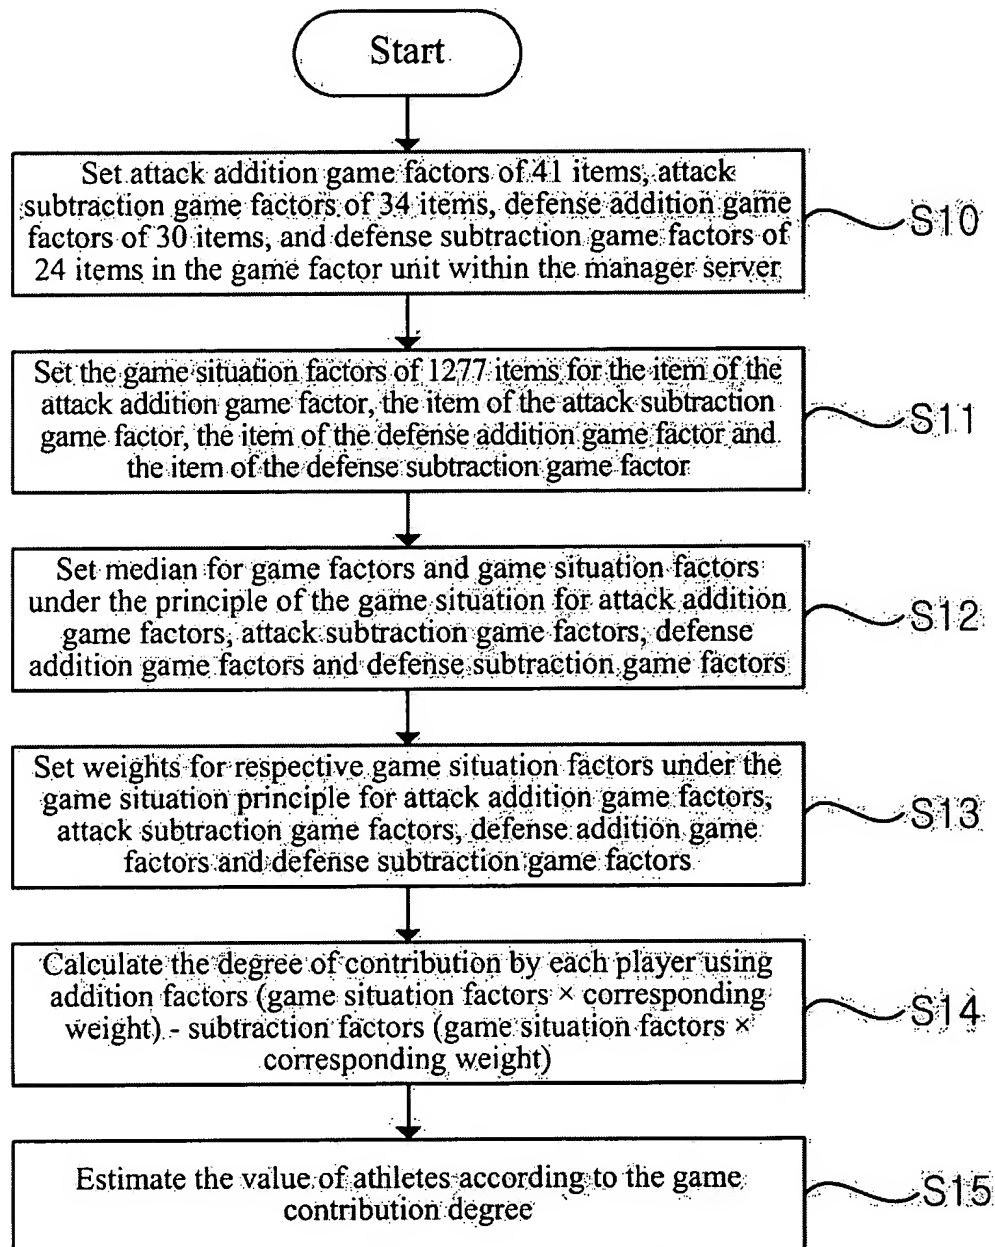 Start
Set attack addition game factors of 41 items, attack
subtraction game factors of 34 items, defense addition game
factors of 30 items, and defense subtraction game factors of
24 items in the game factor unit within the manager server
S10
Set the game situation factors of 1277 items for the item of the
attack addition game factor, the item of the attack subtraction
game factor, the item of the defense addition game factor and
the item of the defense subtraction game factor
S11
Set median for game factors and game situation factors
under the principle of the game situation for attack addition
game factors, attack subtraction game factors, defense
addition game factors and defense subtraction game factors
S12
Set weights for respective game situation factors under the
game situation principle for attack addition game factors,
attack subtraction game factors, defense addition game
factors and defense subtraction game factors
S13
Calculate the degree of contribution by each player using
addition factors (game situation factors × corresponding
weight) - subtraction factors (game situation factors ×
corresponding weight)
S14
Estimate the value of athletes according to the game
contribution degree
S15